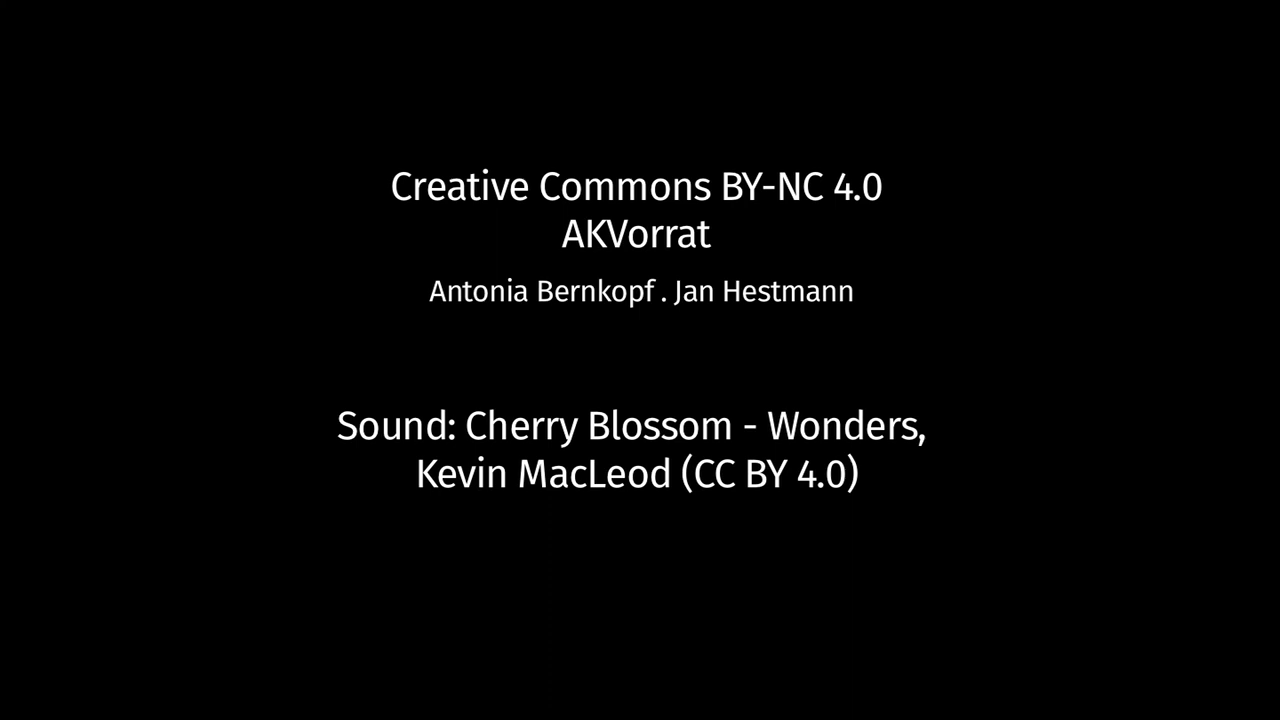 Creative Commons BY-NC 4.0
AKVorrat
Antonia Bernkopf . Jan Hestmann
Sound: Cherry Blossom - Wonders,
Kevin MacLeod (CC BY 4.0)